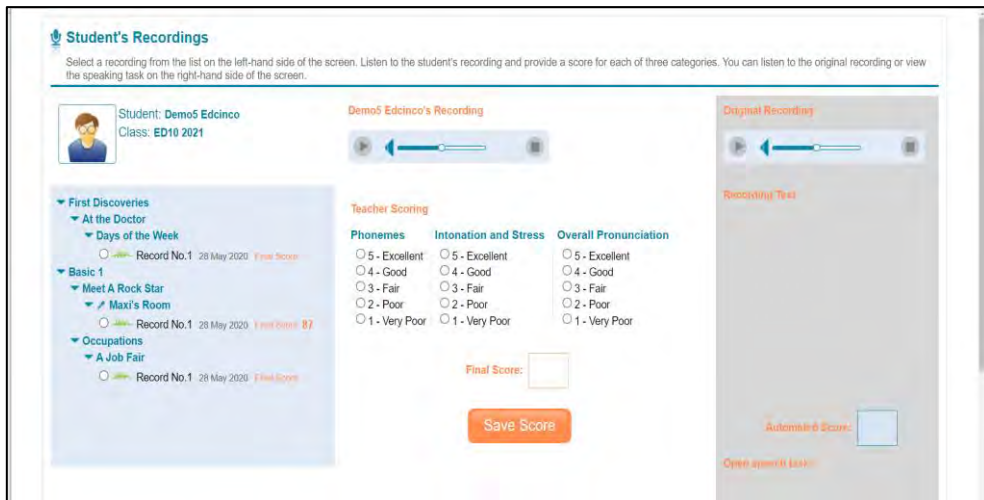 Student's Recordings
Select a recording from the list on the left-hand side of the screen. Listen to the student's recording and provide a score for each of three categories. You can listen to the original recording or view
the speaking task on the right-hand side of the screen.
Student: Demo5 Edcinco
Class: ED10 2021
First Discoveries
At the Doctor
Days of the Week
Record No.1 28 May 2020 Final Score
Basic 1
Meet A Rock Star
Maxi's Room
Record No.1 28 May 2020 Final Score 87
Occupations
A Job Fair
Record No.1 28 May 2020 Final Score
Demo5 Edcinco's Recording
Teacher Scoring
Phonemes Intonation and Stress Overall Pronunciation
5 - Excellent 5 - Excellent 5 - Excellent
4 - Good 4 - Good 4 - Good
3 - Fair 3 - Fair 3 - Fair
2 - Poor 2 - Poor 2 - Poor
1 - Very Poor 1 - Very Poor 1 - Very Poor
Final Score:
Save Score
Original Recording
Recording Text
Automated Score:
Open speech task: